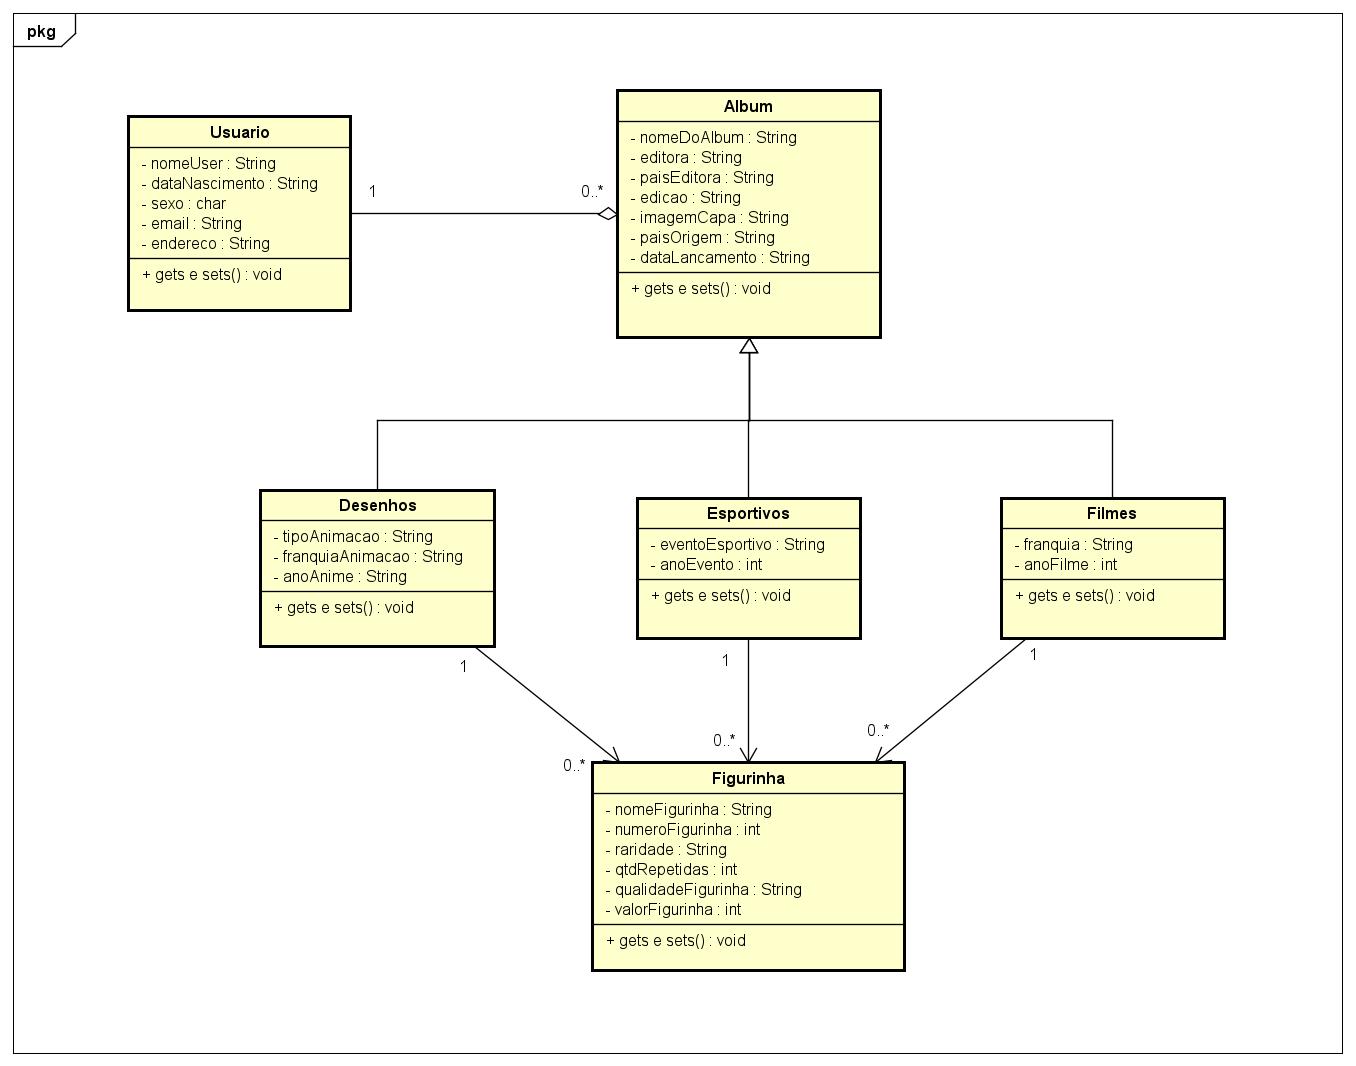 pkg
Usuario
- nomeUser : String
- dataNascimento : String
- sexo : char
- email : String
- endereco : String
+ gets e sets() : void
1
0..*
Album
- nomeDoAlbum : String
- editora : String
- paisEditora : String
- edicao : String
- imagemCapa : String
- paisOrigem : String
- dataLancamento : String
+ gets e sets() : void
Desenhos
- tipoAnimacao : String
- franquiaAnimacao : String
- anoAnime : String
+ gets e sets() : void
Esportivos
- eventoEsportivo : String
- anoEvento : int
+ gets e sets() : void
Filmes
- franquia : String
- anoFilme : int
+ gets e sets() : void
1
1
1
0..*
0..*
0..*
Figurinha
- nomeFigurinha : String
- numeroFigurinha : int
- raridade : String
- qtdRepetidas : int
- qualidadeFigurinha : String
- valorFigurinha : int
+ gets e sets() : void